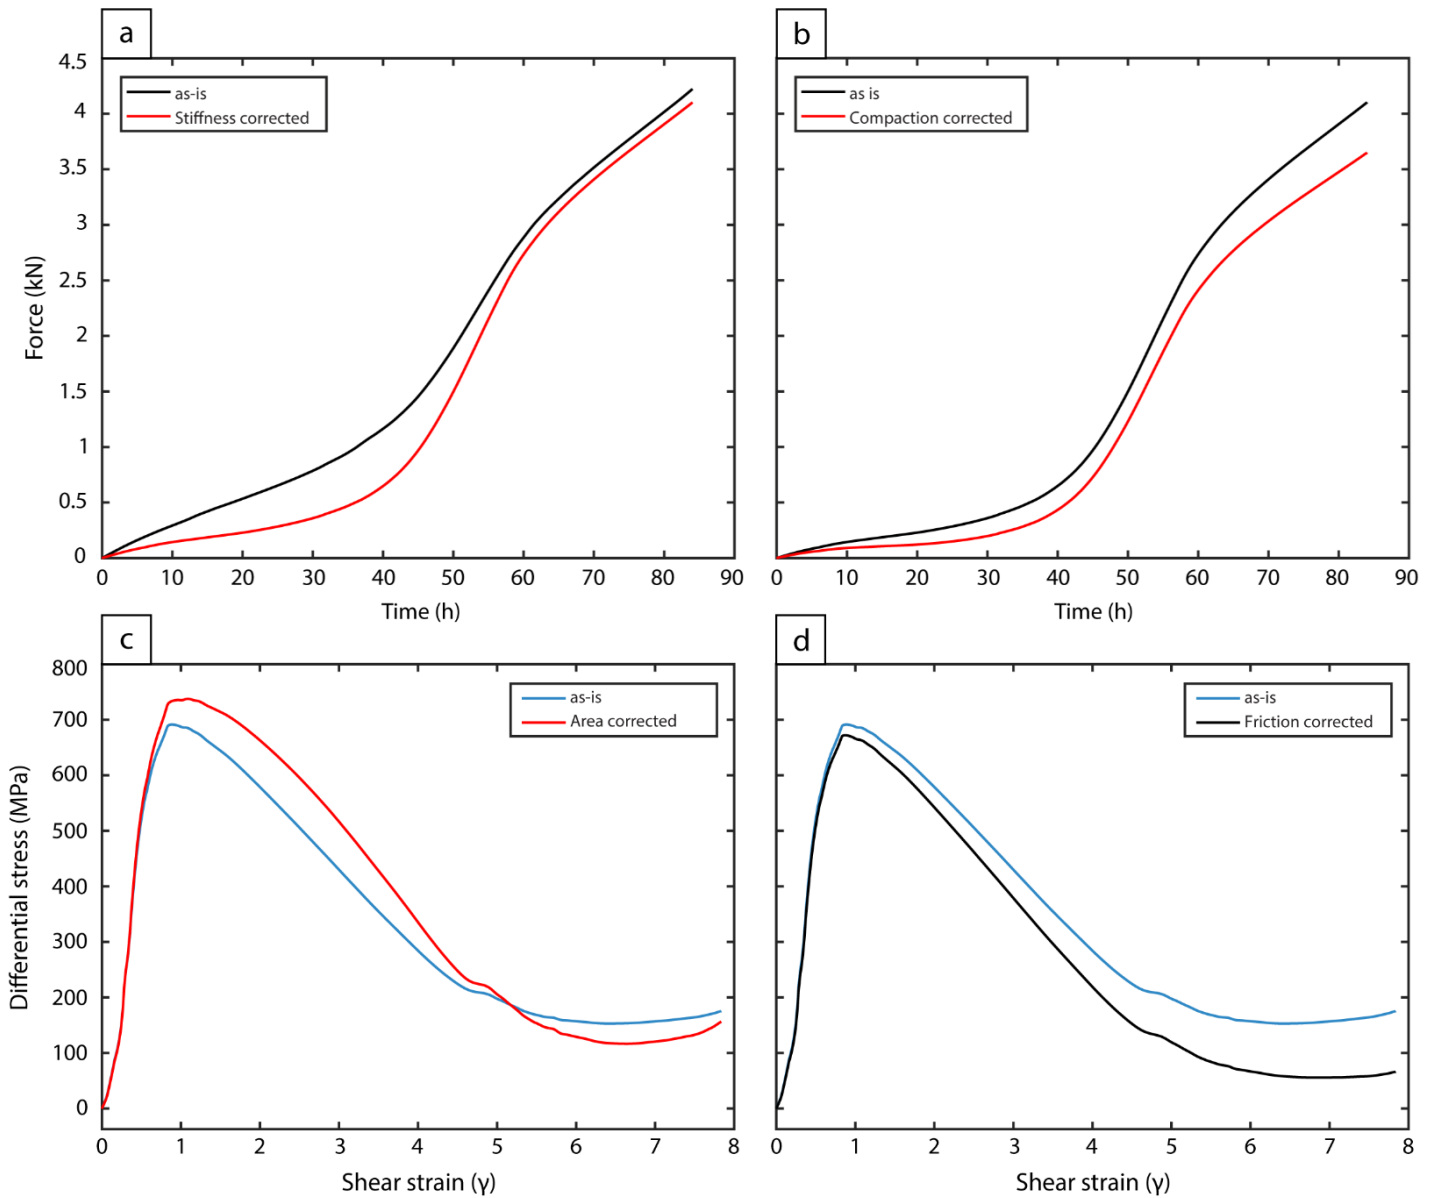 a
4.5
4
3.5
3
2.5
2
1.5
1
0.5
0
Force (kN)
as-is
Stiffness corrected
0 10 20 30 40 50 60 70 80 90
Time (h)
b
as is
Compaction corrected
0 10 20 30 40 50 60 70 80 90
Time (h)
c
800
700
600
500
400
300
200
100
0
Differential stress (MPa)
as-is
Area corrected
0 1 2 3 4 5 6 7 8
Shear strain (γ)
d
as-is
Friction corrected
0 1 2 3 4 5 6 7 8
Shear strain (γ)